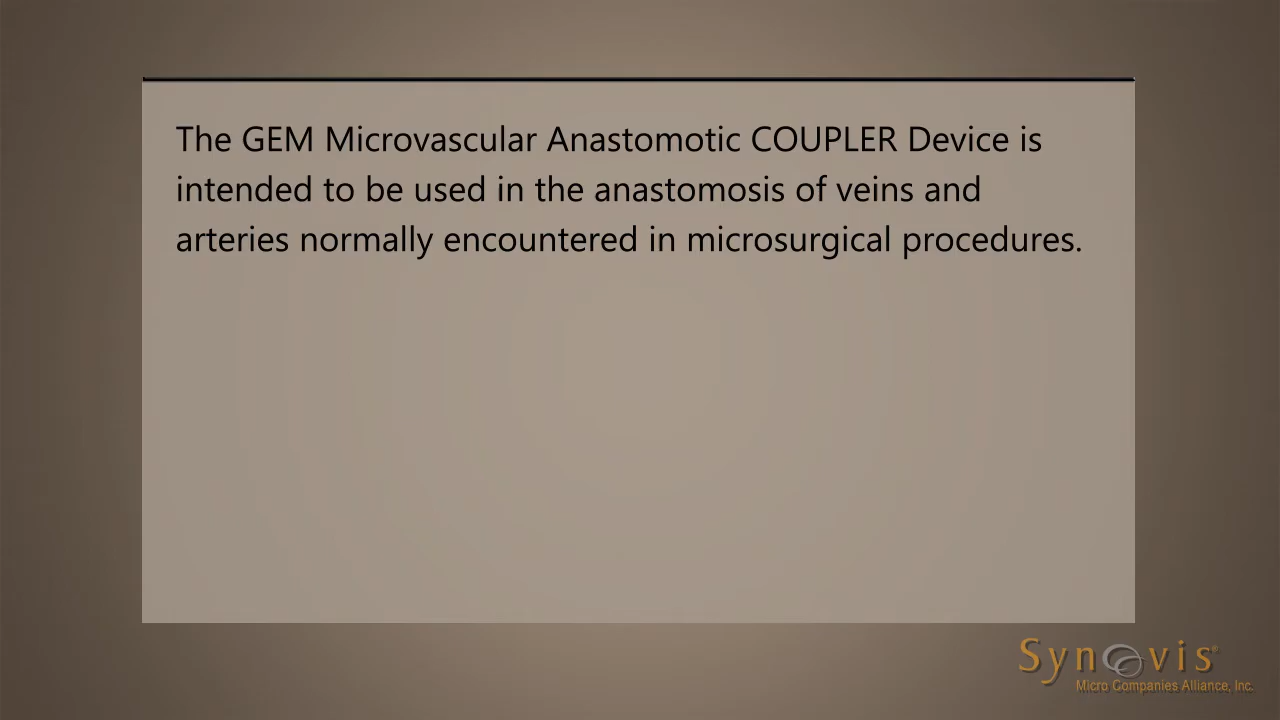 The GEM Microvascular Anastomotic COUPLER Device is
intended to be used in the anastomosis of veins and
arteries normally encountered in microsurgical procedures.
Synovis®
Micro Companies Alliance, Inc.